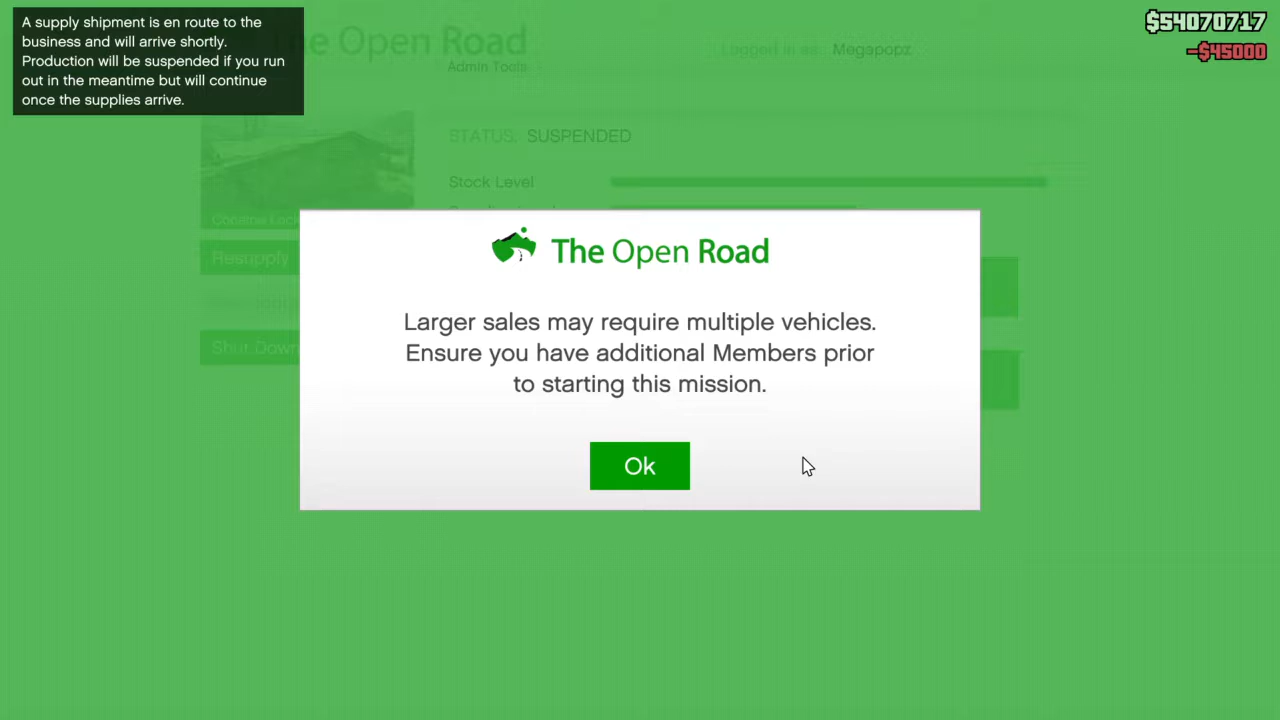 A supply shipment is en route to the
business and will arrive shortly.
Production will be suspended if you run
out in the meantime but will continue
once the supplies arrive.
$54070717
-$45000
The Open Road
Logged in as: Megapopz
Admin Tools
STATUS: SUSPENDED
Stock Level
Cocaine Lock
Resupply
Shut Down
The Open Road
Larger sales may require multiple vehicles.
Ensure you have additional Members prior
to starting this mission.
Ok